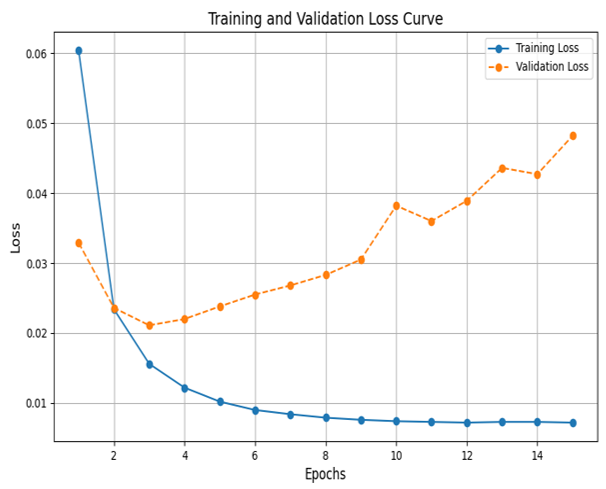 Training and Validation Loss Curve
Training Loss
Validation Loss
0.06
0.05
0.04
0.03
0.02
0.01
Loss
2 4 6 8 10 12 14
Epochs